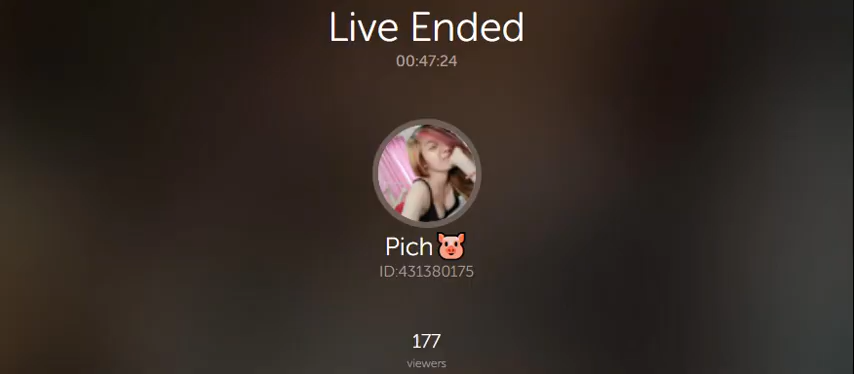 Live Ended
00:47:24
Pich🐷
ID:431380175
177
viewers